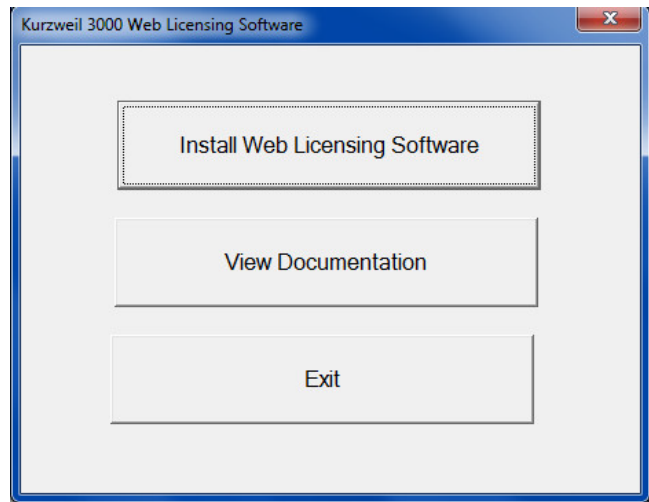 Kurzweil 3000 Web Licensing Software
Install Web Licensing Software
View Documentation
Exit